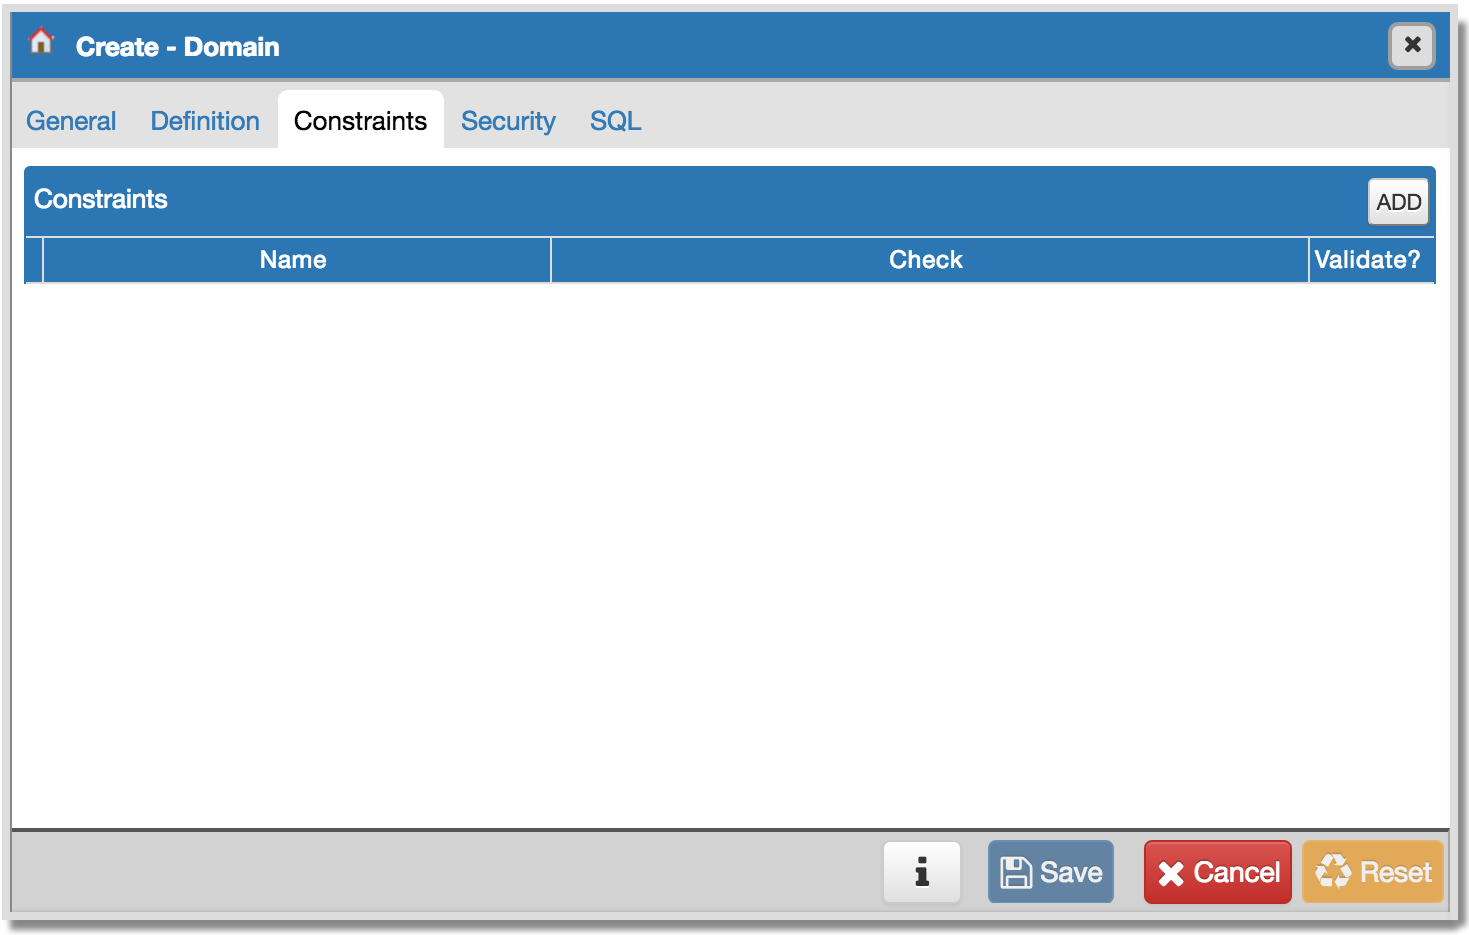 Create - Domain
General Definition Constraints Security SQL
Constraints
ADD
Name Check Validate?
Save Cancel Reset